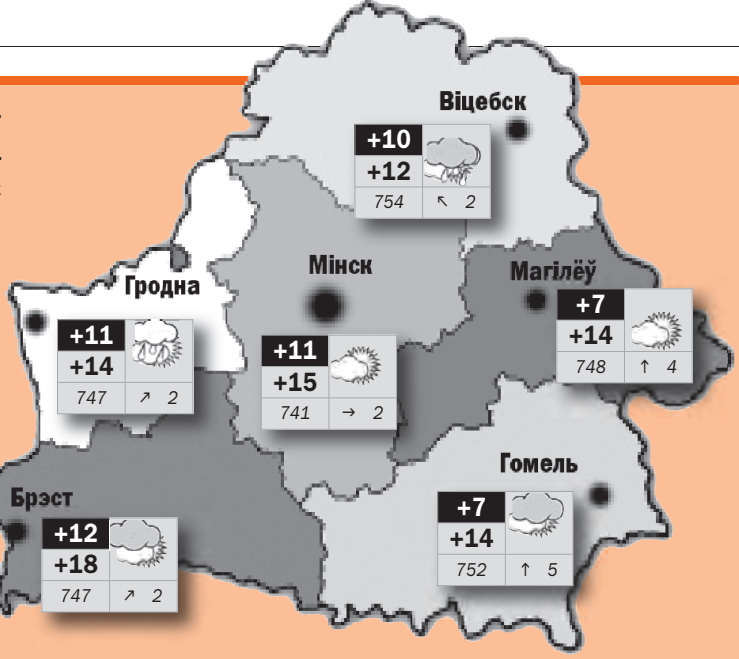 Віцебск
+10
+12
754 ↖ 2
Мінск
+11
+15
741 → 2
Магілёў
+7
+14
748 ↑ 4
Гродна
+11
+14
747 ↗ 2
Гомель
+7
+14
752 ↑ 5
Брэст
+12
+18
747 ↗ 2